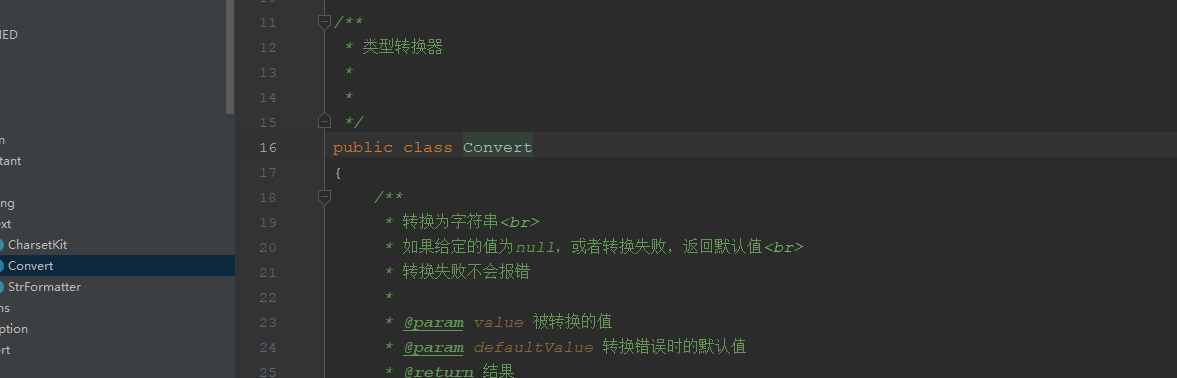 IED
n
tant
ng
ext
CharsetKit
Convert
StrFormatter
ns
ption
rt
11 /**
12  * 类型转换器
13  *
14  *
15  */
16 public class Convert
17 {
18     /**
19      * 转换为字符串<br>
20      * 如果给定的值为null，或者转换失败，返回默认值<br>
21      * 转换失败不会报错
22      *
23      * @param value 被转换的值
24      * @param defaultValue 转换错误时的默认值
25      * @return 结果